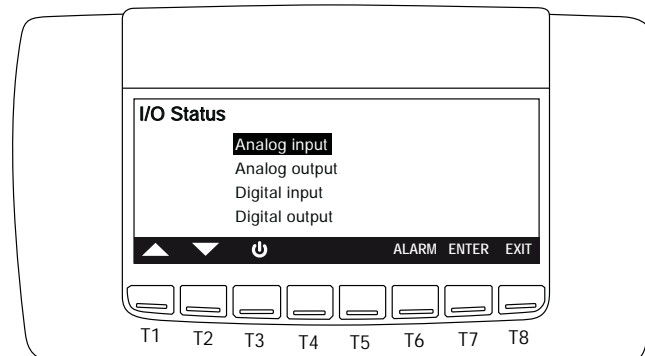 I/O Status
Analog input
Analog output
Digital input
Digital output
ALARM ENTER EXIT
T1 T2 T3 T4 T5 T6 T7 T8